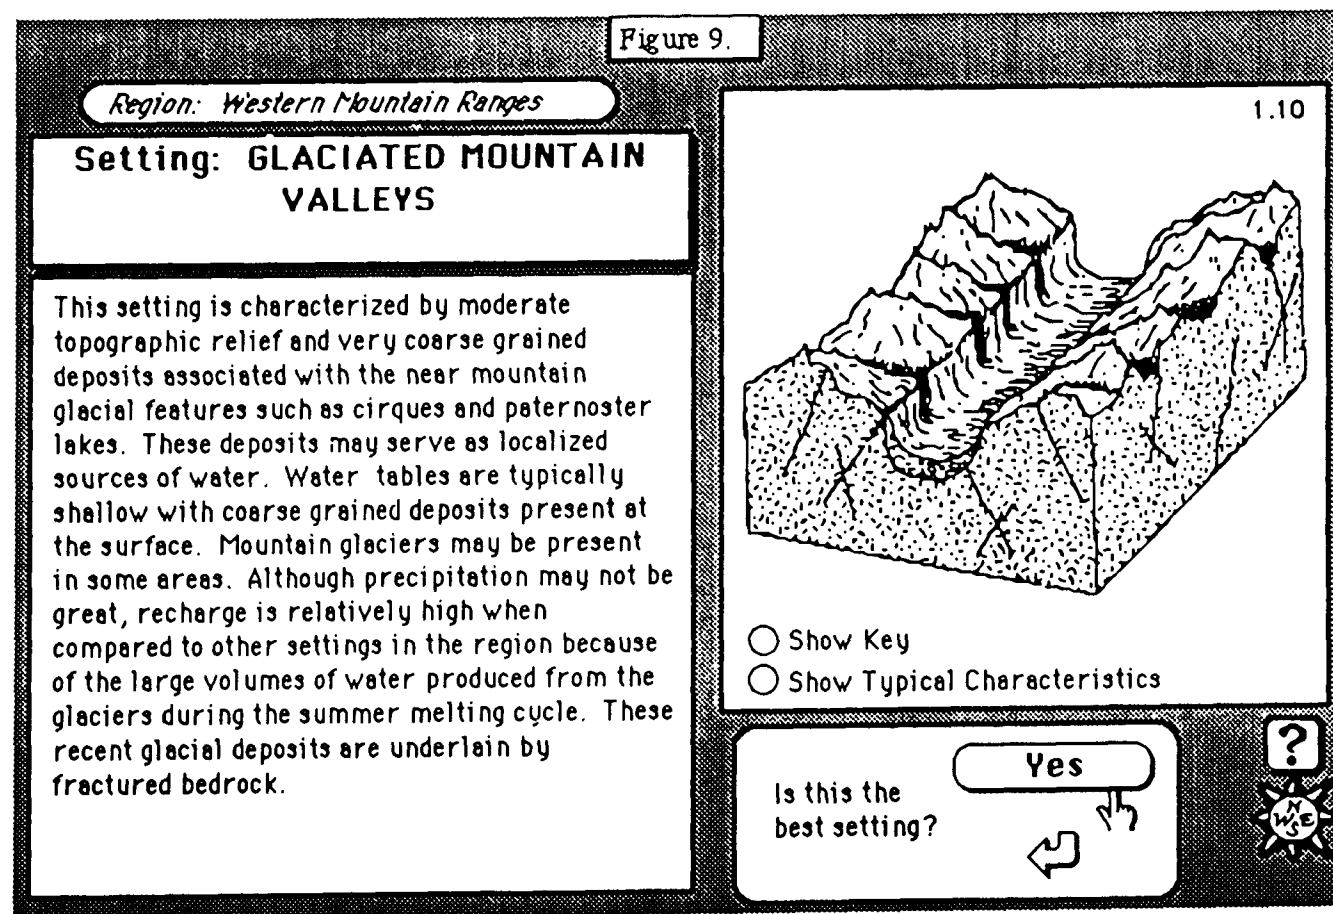 Figure 9.
Region: Western Mountain Ranges
Setting: GLACIATED MOUNTAIN
VALLEYS
This setting is characterized by moderate
topographic relief and very coarse grained
deposits associated with the near mountain
glacial features such as cirques and paternoster
lakes. These deposits may serve as localized
sources of water. Water tables are typically
shallow with coarse grained deposits present at
the surface. Mountain glaciers may be present
in some areas. Although precipitation may not be
great, recharge is relatively high when
compared to other settings in the region because
of the large volumes of water produced from the
glaciers during the summer melting cycle. These
recent glacial deposits are underlain by
fractured bedrock.
1.10
Show Key
Show Typical Characteristics
Yes
Is this the
best setting?
?
N
W E
S